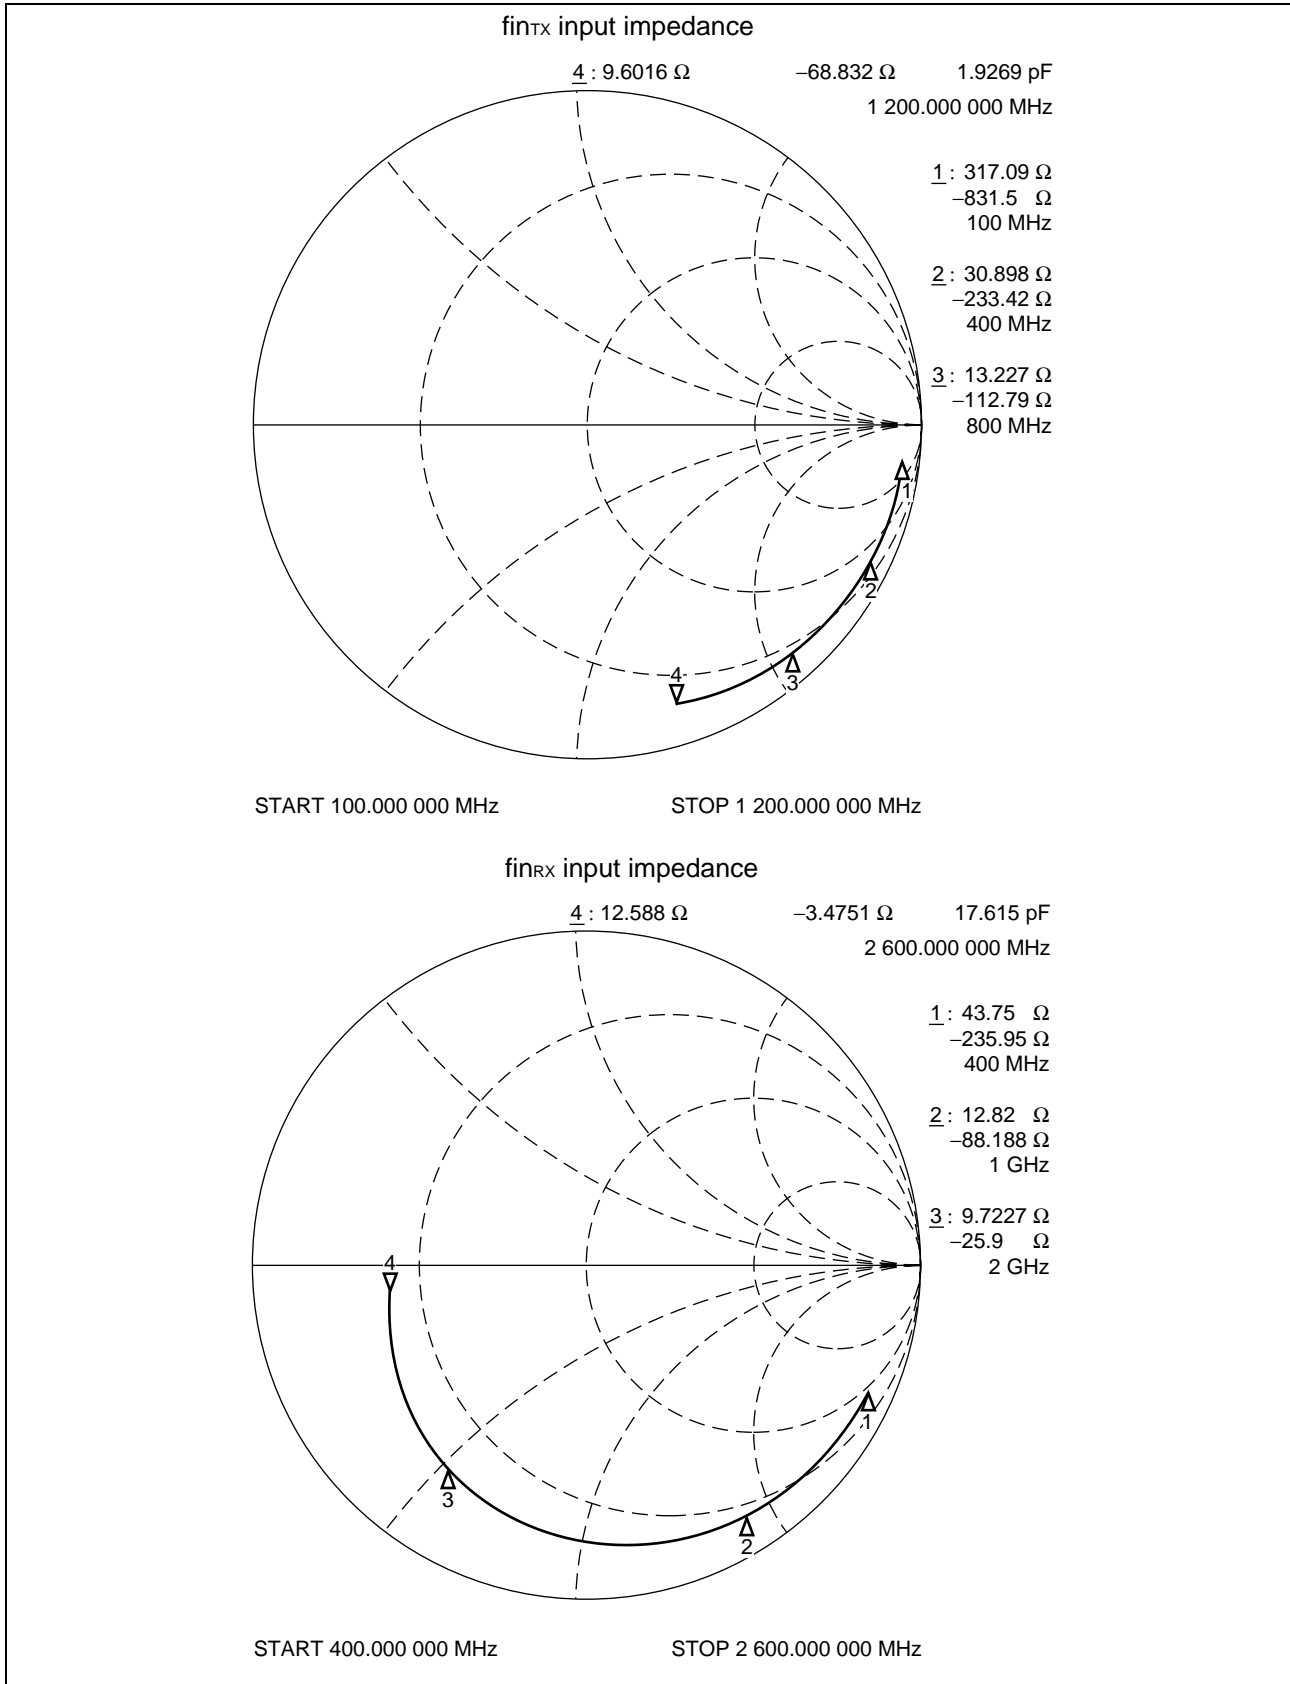 finTX input impedance
4 : 9.6016 Ω −68.832 Ω 1.9269 pF
1 200.000 000 MHz
1 : 317.09 Ω
−831.5 Ω
100 MHz
2 : 30.898 Ω
−233.42 Ω
400 MHz
3 : 13.227 Ω
−112.79 Ω
800 MHz
1
2
4
3
START 100.000 000 MHz STOP 1 200.000 000 MHz
finRX input impedance
4 : 12.588 Ω −3.4751 Ω 17.615 pF
2 600.000 000 MHz
1 : 43.75 Ω
−235.95 Ω
400 MHz
2 : 12.82 Ω
−88.188 Ω
1 GHz
3 : 9.7227 Ω
−25.9 Ω
2 GHz
4
1
3
2
START 400.000 000 MHz STOP 2 600.000 000 MHz